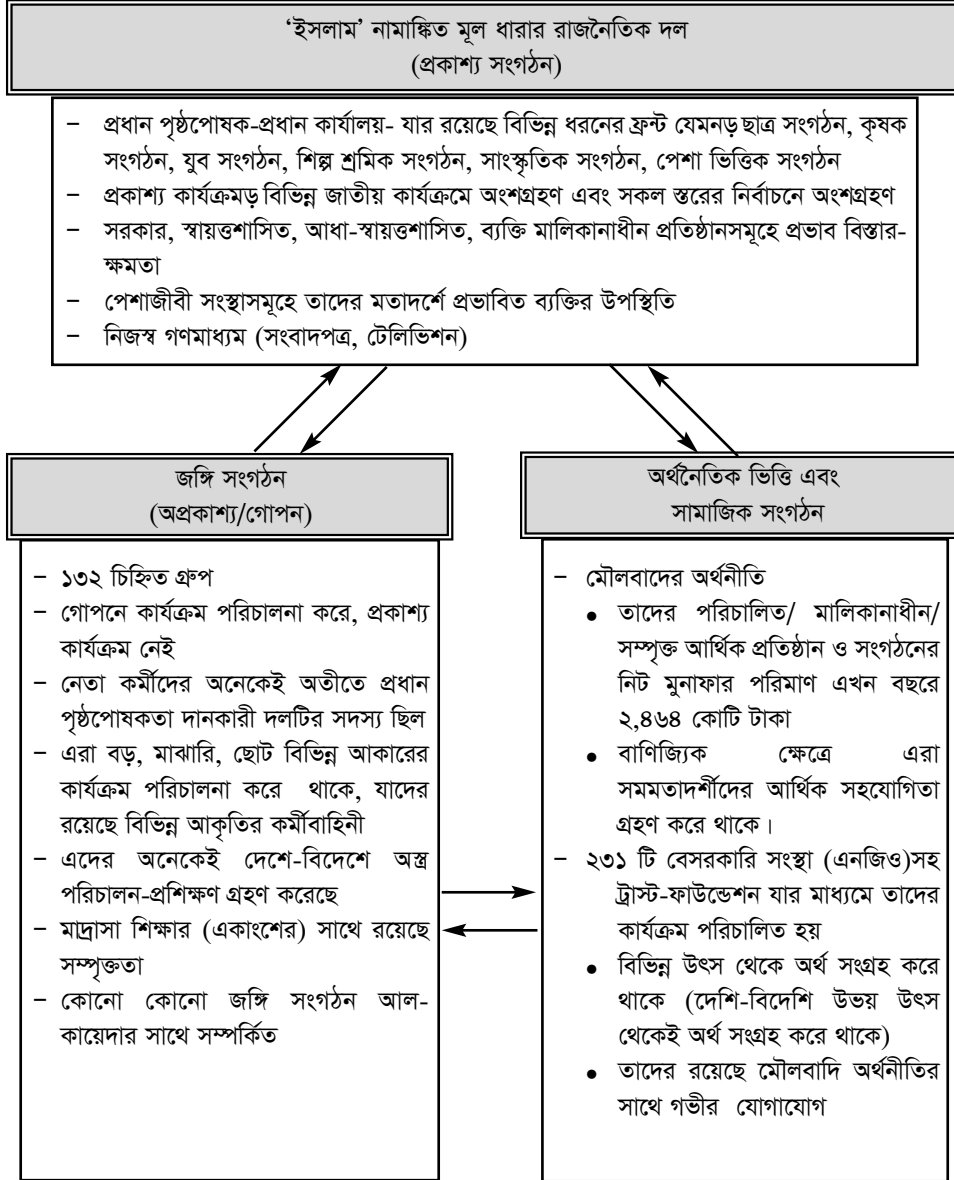 ‘ইসলাম’ নামাঙ্কিত মূল ধারার রাজনৈতিক দল
(প্রকাশ্য সংগঠন)
– প্রধান পৃষ্ঠপোষক-প্রধান কার্যালয়- যার রয়েছে বিভিন্ন ধরনের ফ্রন্ট যেমনড় ছাত্র সংগঠন, কৃষক
সংগঠন, যুব সংগঠন, শিল্প শ্রমিক সংগঠন, সাংস্কৃতিক সংগঠন, পেশা ভিত্তিক সংগঠন
– প্রকাশ্য কার্যক্রমড় বিভিন্ন জাতীয় কার্যক্রমে অংশগ্রহণ এবং সকল স্তরের নির্বাচনে অংশগ্রহণ
– সরকার, স্বায়ত্তশাসিত, আধা-স্বায়ত্তশাসিত, ব্যক্তি মালিকানাধীন প্রতিষ্ঠানসমূহে প্রভাব বিস্তার-
ক্ষমতা
– পেশাজীবী সংস্থাসমূহে তাদের মতাদর্শে প্রভাবিত ব্যক্তির উপস্থিতি
– নিজস্ব গণমাধ্যম (সংবাদপত্র, টেলিভিশন)
জঙ্গি সংগঠন
(অপ্রকাশ্য/গোপন)
– ১৩২ চিহ্নিত গ্রুপ
– গোপনে কার্যক্রম পরিচালনা করে, প্রকাশ্য
কার্যক্রম নেই
– নেতা কর্মীদের অনেকেই অতীতে প্রধান
পৃষ্ঠপোষকতা দানকারী দলটির সদস্য ছিল
– এরা বড়, মাঝারি, ছোট বিভিন্ন আকারের
কার্যক্রম পরিচালনা করে থাকে, যাদের
রয়েছে বিভিন্ন আকৃতির কর্মীবাহিনী
– এদের অনেকেই দেশে-বিদেশে অস্ত্র
পরিচালন-প্রশিক্ষণ গ্রহণ করেছে
– মাদ্রাসা শিক্ষার (একাংশের) সাথে রয়েছে
সম্পৃক্ততা
– কোনো কোনো জঙ্গি সংগঠন আল-
কায়েদার সাথে সম্পর্কিত
অর্থনৈতিক ভিত্তি এবং
সামাজিক সংগঠন
– মৌলবাদের অর্থনীতি
● তাদের পরিচালিত/ মালিকানাধীন/
সম্পৃক্ত আর্থিক প্রতিষ্ঠান ও সংগঠনের
নিট মুনাফার পরিমাণ এখন বছরে
২,৪৬৪ কোটি টাকা
● বাণিজ্যিক ক্ষেত্রে এরা
সমমতাদর্শীদের আর্থিক সহযোগিতা
গ্রহণ করে থাকে।
– ২৩১ টি বেসরকারি সংস্থা (এনজিও)সহ
ট্রাস্ট-ফাউন্ডেশন যার মাধ্যমে তাদের
কার্যক্রম পরিচালিত হয়
● বিভিন্ন উৎস থেকে অর্থ সংগ্রহ করে
থাকে (দেশি-বিদেশি উভয় উৎস
থেকেই অর্থ সংগ্রহ করে থাকে)
● তাদের রয়েছে মৌলবাদি অর্থনীতির
সাথে গভীর যোগাযোগ